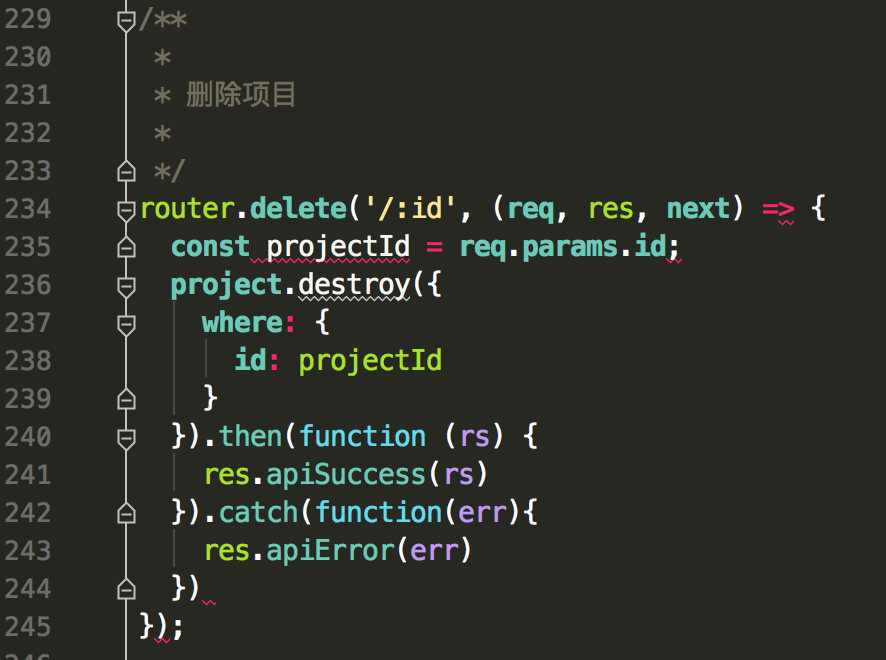 229 /**
230  *
231  * 删除项目
232  *
233  */
234 router.delete('/:id', (req, res, next) => {
235   const projectId = req.params.id;
236   project.destroy({
237     where: {
238       id: projectId
239     }
240   }).then(function (rs) {
241     res.apiSuccess(rs)
242   }).catch(function(err){
243     res.apiError(err)
244   })
245 });